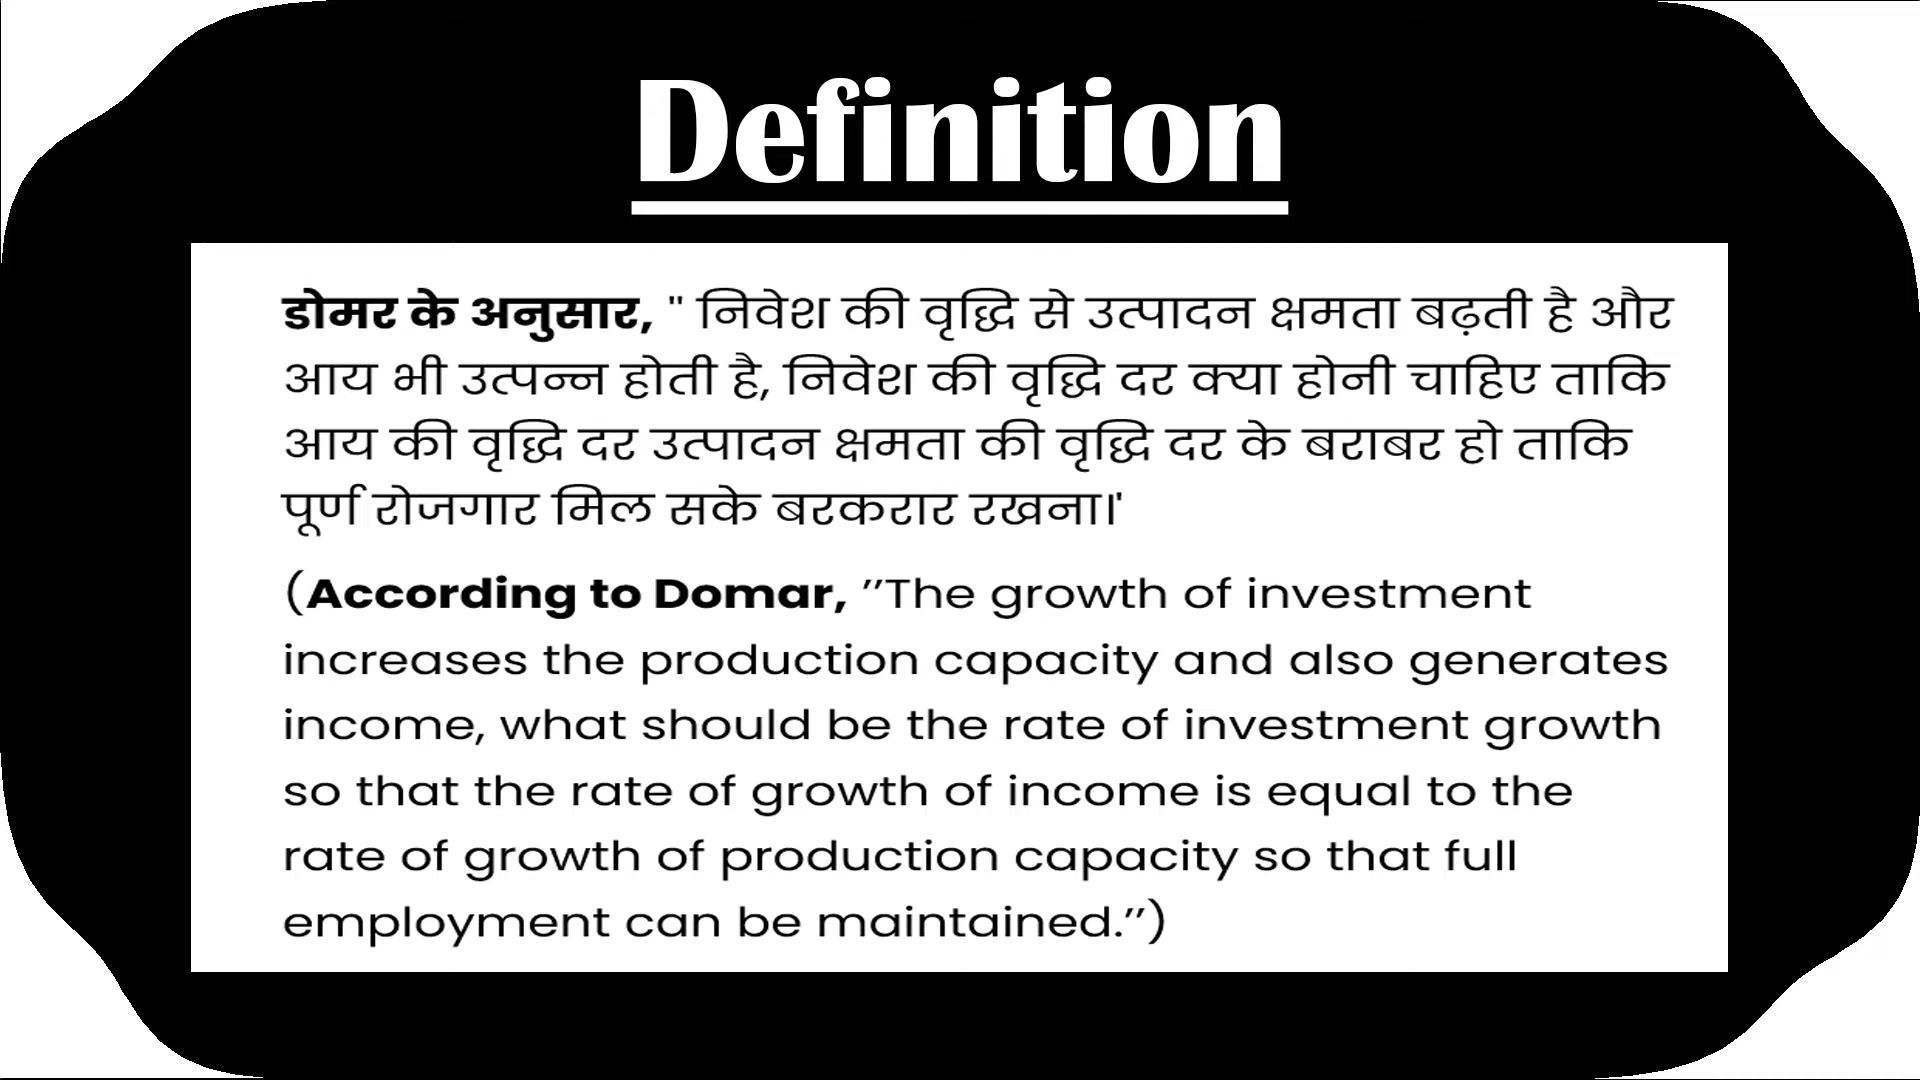 Definition
डोमर के अनुसार, " निवेश की वृद्धि से उत्पादन क्षमता बढ़ती है और
आय भी उत्पन्न होती है, निवेश की वृद्धि दर क्या होनी चाहिए ताकि
आय की वृद्धि दर उत्पादन क्षमता की वृद्धि दर के बराबर हो ताकि
पूर्ण रोजगार मिल सके बरकरार रखना।'
(According to Domar, ’’The growth of investment
increases the production capacity and also generates
income, what should be the rate of investment growth
so that the rate of growth of income is equal to the
rate of growth of production capacity so that full
employment can be maintained.’’)